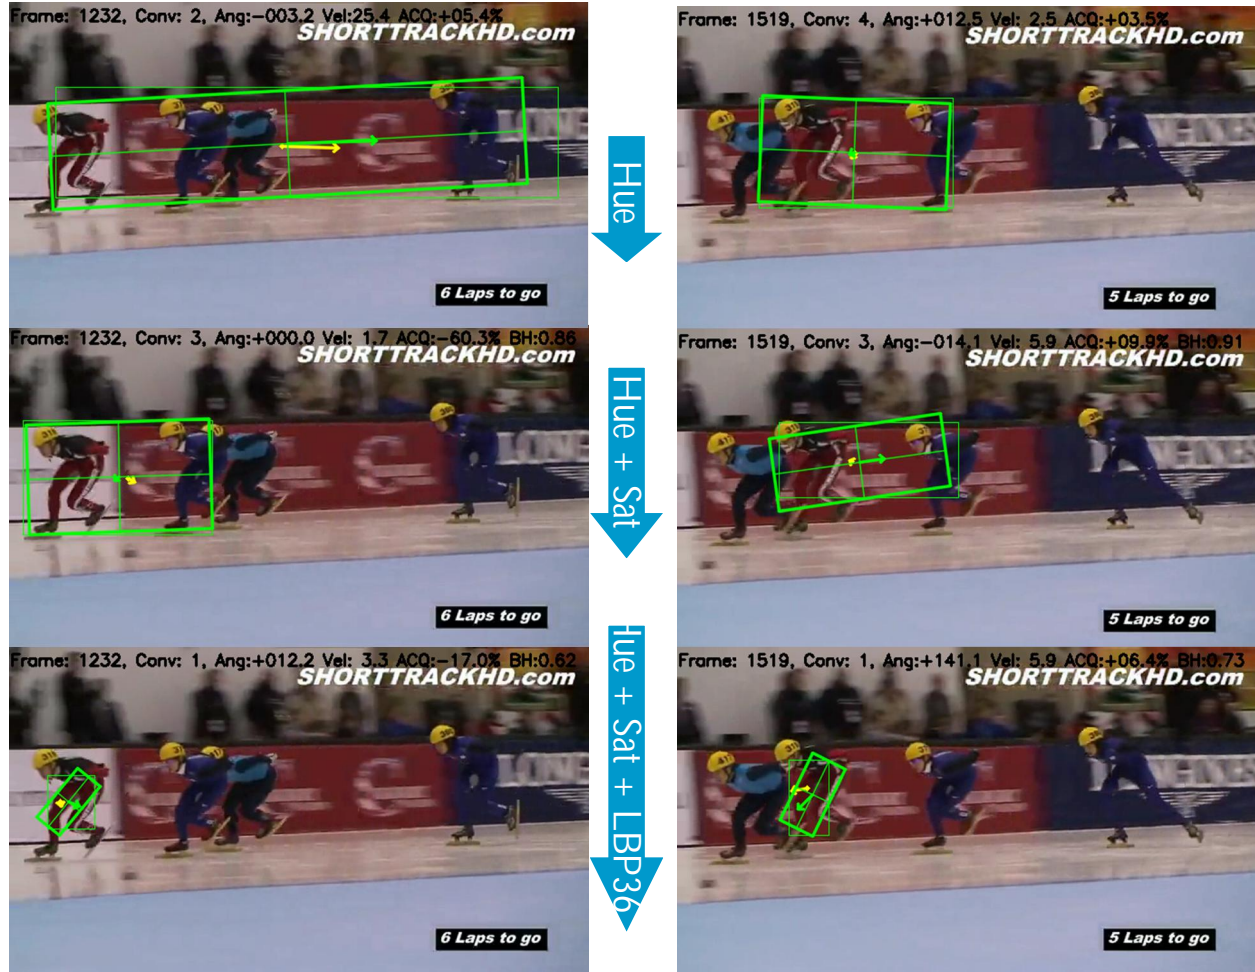 Frame: 1232, Conv: 2, Ang:-003.2 Vel:25.4 ACQ:+05.4%
SHORTTRACKHD.com
6 Laps to go
Hue
Frame: 1519, Conv: 4, Ang:+012.5 Vel: 2.5 ACQ:+03.5%
SHORTTRACKHD.com
5 Laps to go
Frame: 1232, Conv: 3, Ang:+000.0 Vel: 1.7 ACQ:-60.3% BH:0.86
SHORTTRACKHD.com
6 Laps to go
Hue + Sat
Frame: 1519, Conv: 3, Ang:-014.1 Vel: 5.9 ACQ:+09.9% BH:0.91
SHORTTRACKHD.com
5 Laps to go
Frame: 1232, Conv: 1, Ang:+012.2 Vel: 3.3 ACQ:-17.0% BH:0.62
SHORTTRACKHD.com
6 Laps to go
Hue + Sat + LBP36
Frame: 1519, Conv: 1, Ang:+141.1 Vel: 5.9 ACQ:+06.4% BH:0.73
SHORTTRACKHD.com
5 Laps to go